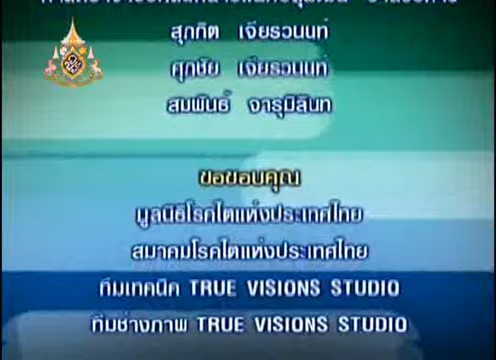 สุภกิต เจียรวนนท์
ศุภชัย เจียรวนนท์
สมพันธ์ จารุมิลินท
ขอขอบคุณ
มูลนิธิโรคไตแห่งประเทศไทย
สมาคมโรคไตแห่งประเทศไทย
ทีมเทคนิค TRUE VISIONS STUDIO
ทีมช่างภาพ TRUE VISIONS STUDIO